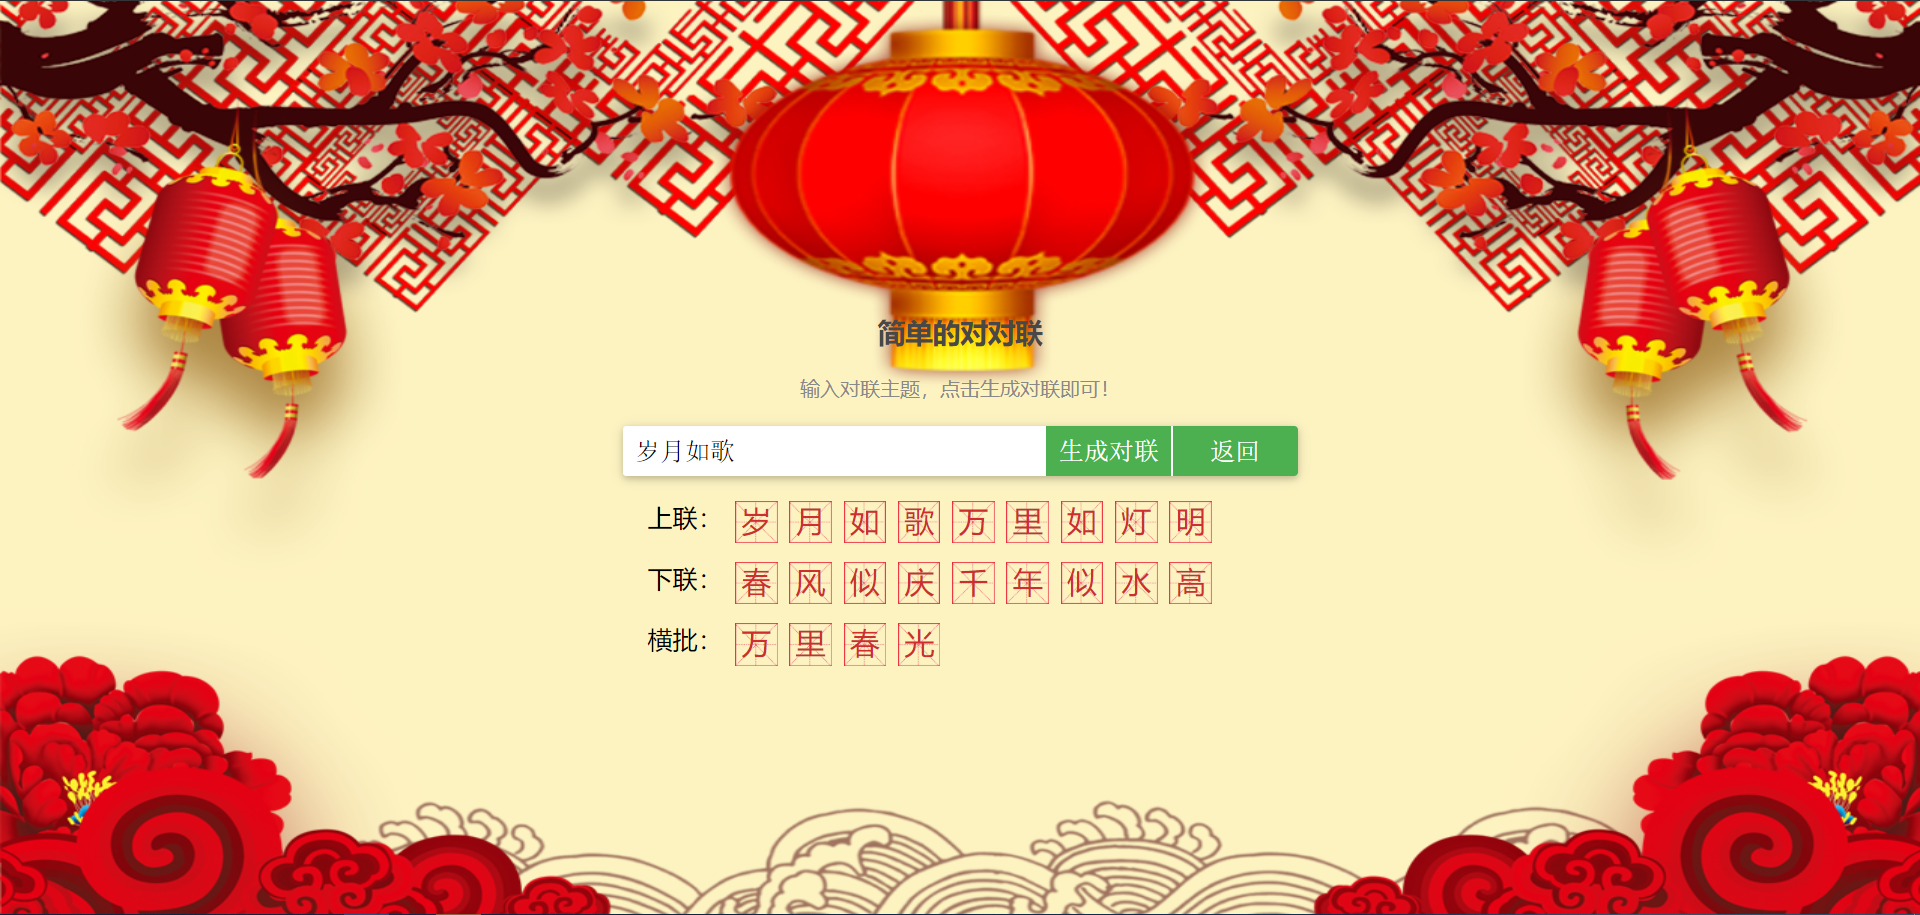 简单的对对联
输入对联主题，点击生成对联即可！
岁月如歌 生成对联 返回
上联： 岁月如歌万里如灯明
下联： 春风似庆千年似水高
横批： 万里春光